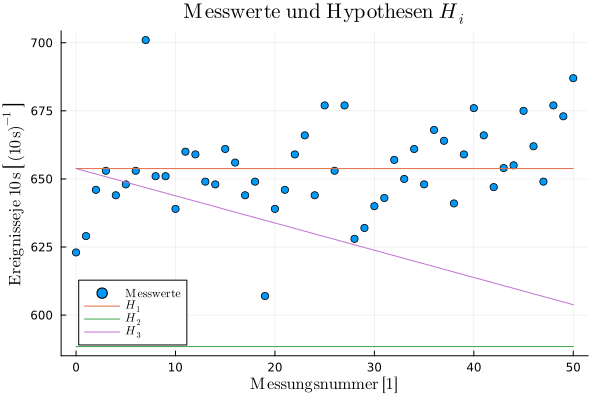 Messwerte und Hypothesen H_i
Ereignisseje 10 s [(10 s)^−1]
700
675
650
625
600
Messwerte
H_1
H_2
H_3
0
10
20
30
40
50
Messungsnummer [1]